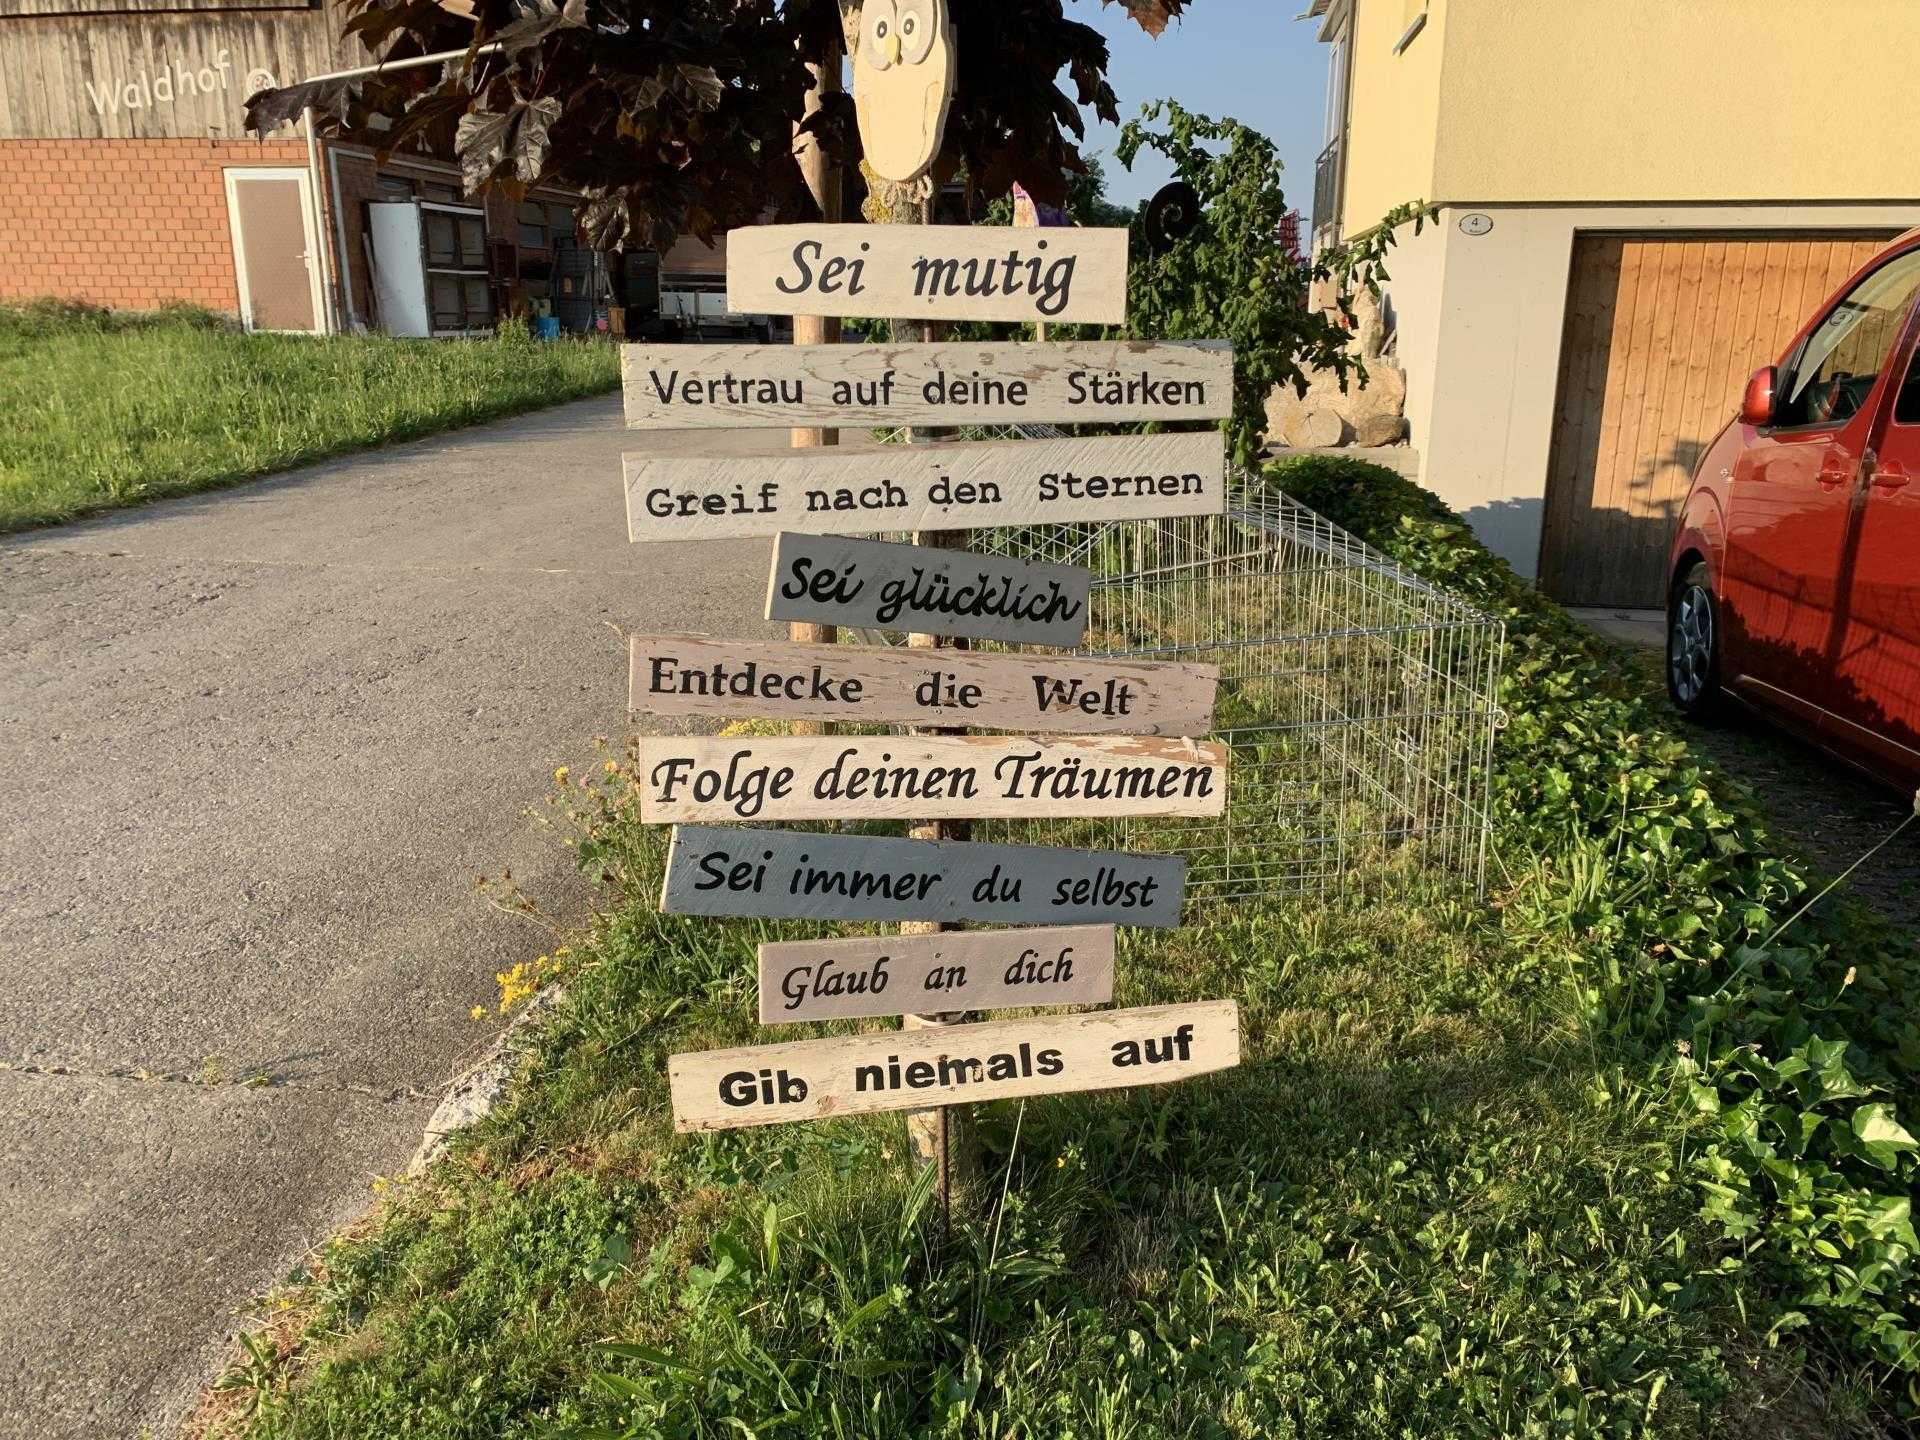 Waldhof
4
Sei mutig
Vertrau auf deine Stärken
Greif nach den Sternen
Sei glücklich
Entdecke die Welt
Folge deinen Träumen
Sei immer du selbst
Glaub an dich
Gib niemals auf